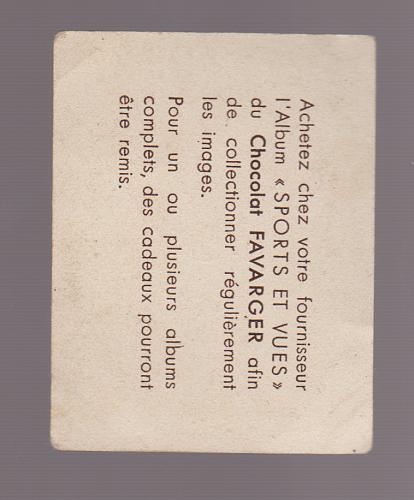 Achetez chez votre fournisseur
l'Album « SPORTS ET VUES »
du Chocolat FAVARGER afin
de collectionner régulièrement
les images.
Pour un ou plusieurs albums
complets, des cadeaux pourront
être remis.